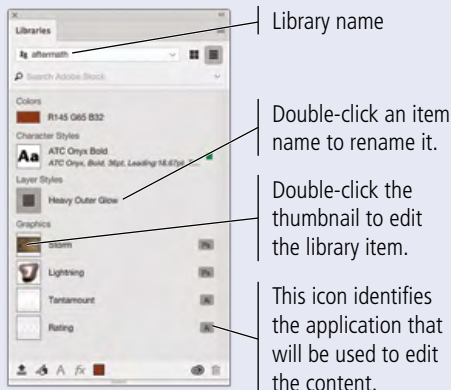 Libraries
aftermath
Search Adobe Stock
Colors
R145 G65 B32
Character Styles
Aa
ATC Onyx Bold
ATC Onyx, Bold, 36pt, Leading 18.67pt,
Layer Styles
Heavy Outer Glow
Graphics
Storm
Ps
Lightning
Ps
Tantamount
Ai
Rating
Ai
A fx
Library name
Double-click an item
name to rename it.
Double-click the
thumbnail to edit
the library item.
This icon identifies
the application that
will be used to edit
the content.